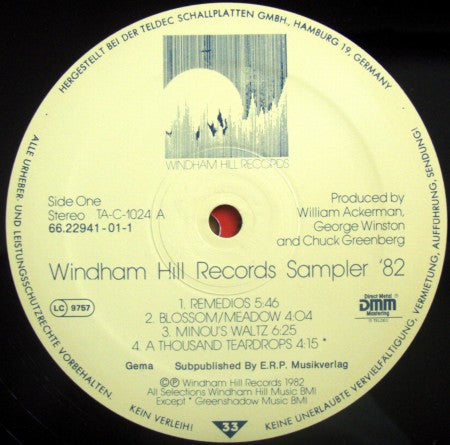 HERGESTELLT BEI DER TELDEC SCHALLPLATTEN GMBH., HAMBURG 19, GERMANY
WINDHAM HILL RECORDS
Side One
Stereo TA-C-1024 A
66.22941-01-1
Produced by
William Ackerman,
George Winston
and Chuck Greenberg
Windham Hill Records Sampler '82
LC 9757
1. REMEDIOS 5:46
2. BLOSSOM/MEADOW 4:04
3. MINOU'S WALTZ 6:25
4. A THOUSAND TEARDROPS 4:15 *
Direct Metal
DMM
Mastering
Gema Subpublished By E.R.P. Musikverlag
ⒸⓅ Windham Hill Records 1982
All Selections Windham Hill Music BMI
Except * Greenshadow Music BMI
33
ALLE URHEBER- UND LEISTUNGSSCHUTZRECHTE VORBEHALTEN.
KEIN VERLEIH!
KEINE UNERLAUBTE VERVIELFÄLTIGUNG, VERMIETUNG, AUFFÜHRUNG, SENDUNG!